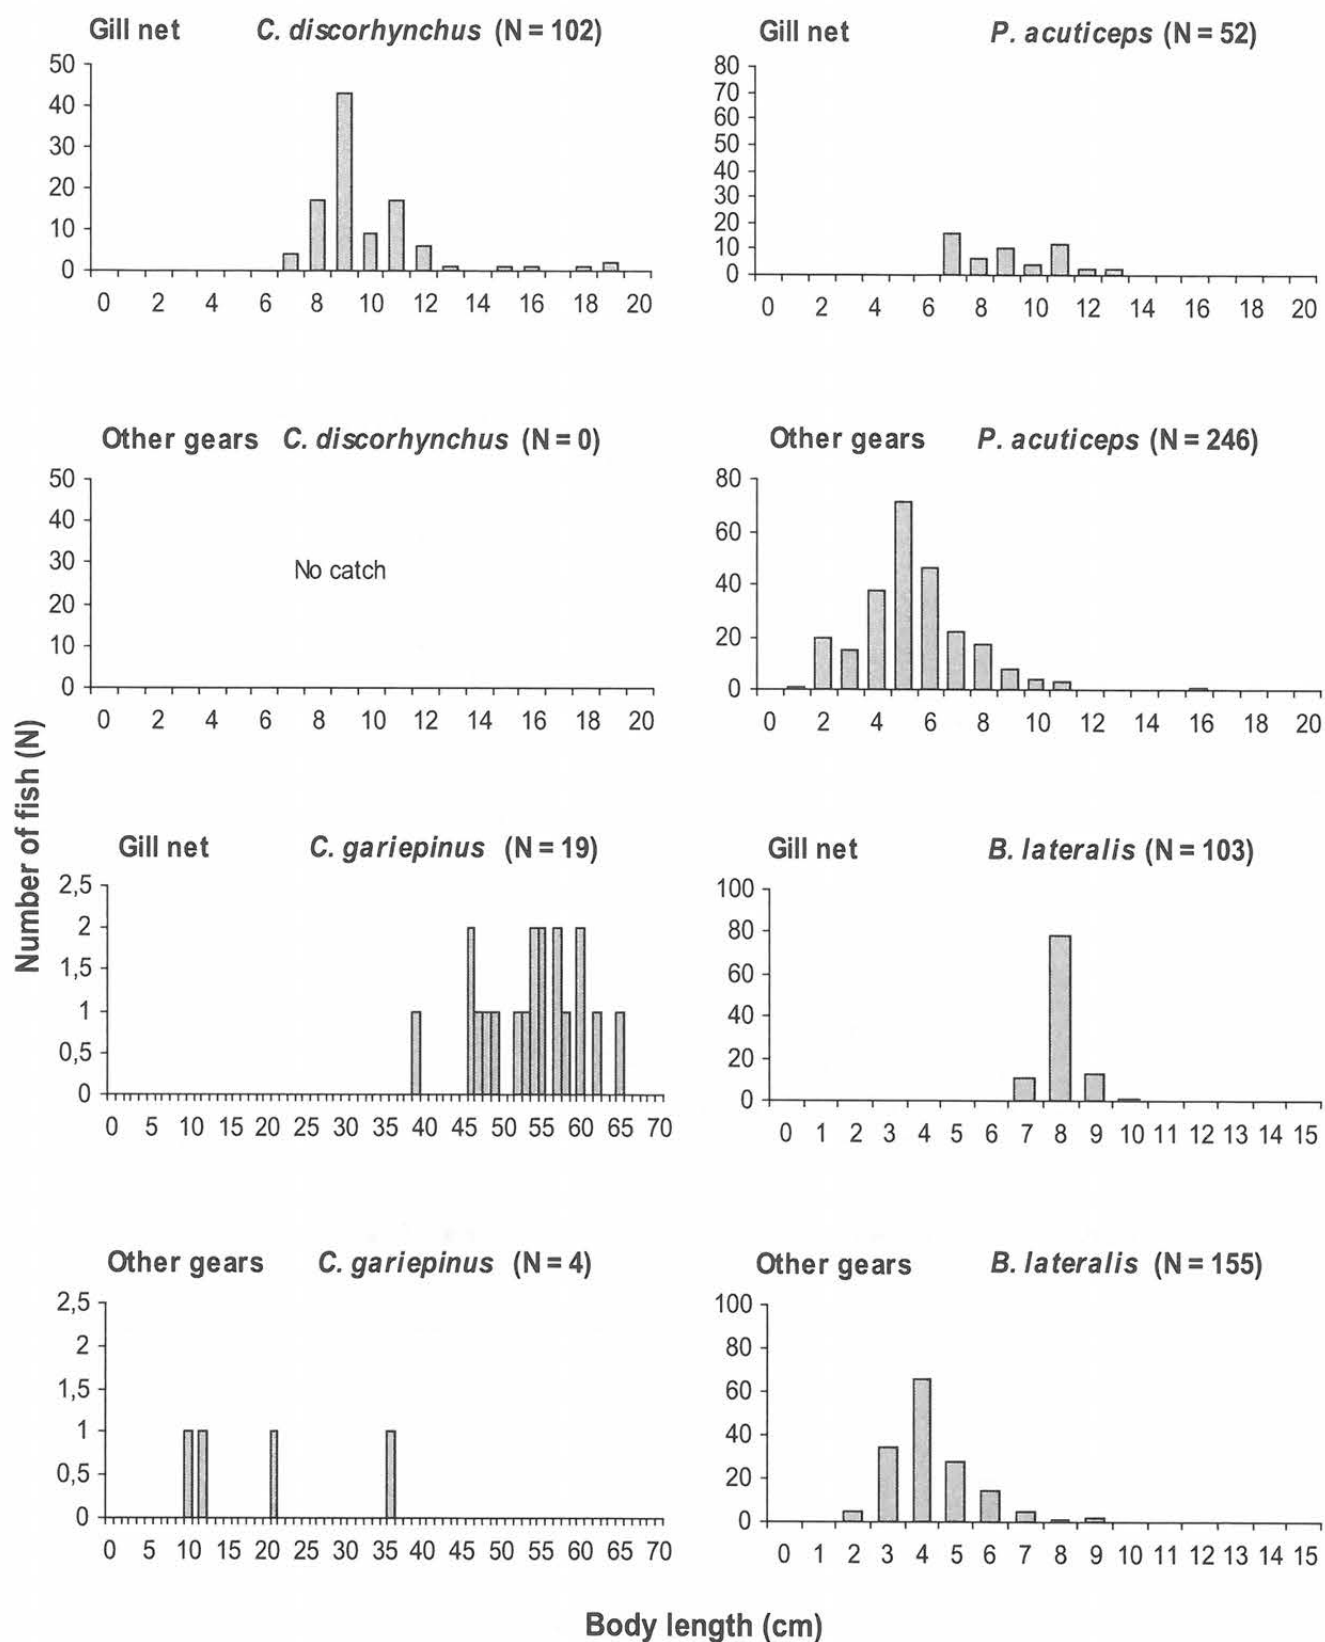 Gill net C. discorhynchus (N = 102)
50
40
30
20
10
0
0 2 4 6 8 10 12 14 16 18 20
Gill net P. acuticeps (N = 52)
80
70
60
50
40
30
20
10
0
0 2 4 6 8 10 12 14 16 18 20
Other gears C. discorhynchus (N = 0)
50
40
30
20
10
0
No catch
0 2 4 6 8 10 12 14 16 18 20
Other gears P. acuticeps (N = 246)
80
60
40
20
0
0 2 4 6 8 10 12 14 16 18 20
Number of fish (N)
Gill net C. gariepinus (N = 19)
2,5
2
1,5
1
0,5
0
0 5 10 15 20 25 30 35 40 45 50 55 60 65 70
Gill net B. lateralis (N = 103)
100
80
60
40
20
0
0 1 2 3 4 5 6 7 8 9 10 11 12 13 14 15
Other gears C. gariepinus (N = 4)
2,5
2
1,5
1
0,5
0
0 5 10 15 20 25 30 35 40 45 50 55 60 65 70
Other gears B. lateralis (N = 155)
100
80
60
40
20
0
0 1 2 3 4 5 6 7 8 9 10 11 12 13 14 15
Body length (cm)